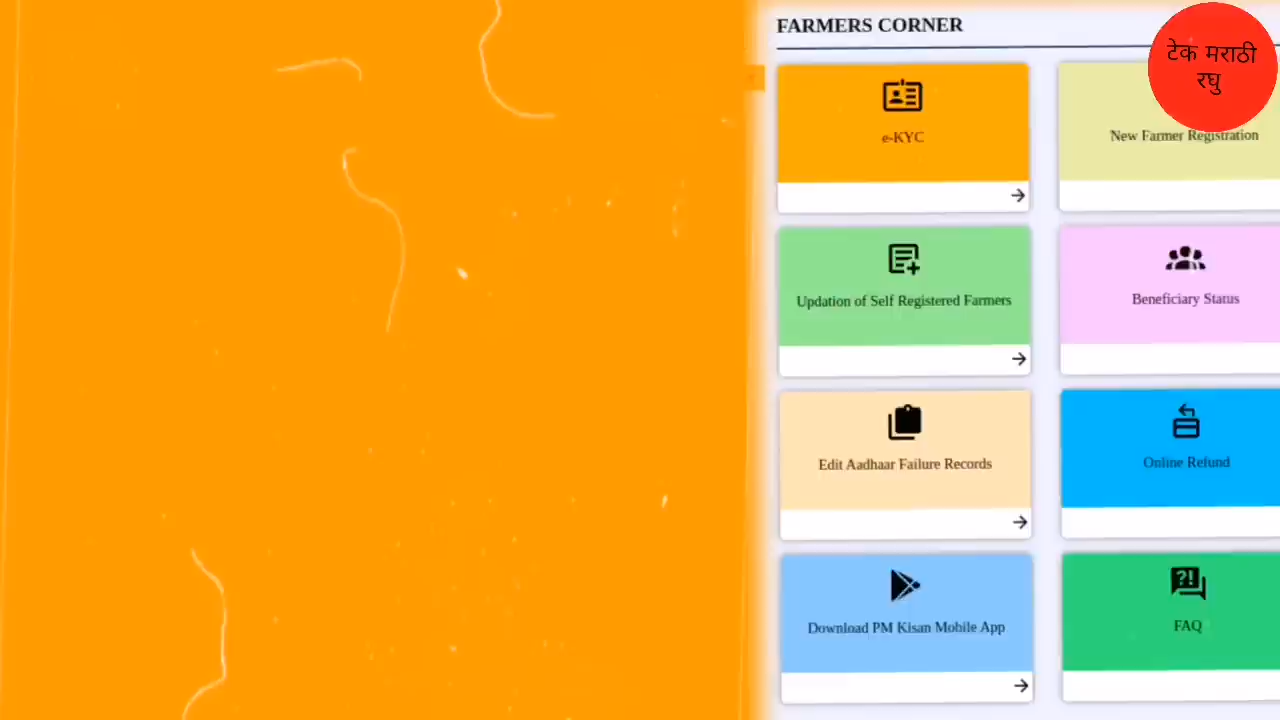 FARMERS CORNER
टेक मराठी
रघु
e-KYC
New Farmer Registration
Updation of Self Registered Farmers
Beneficiary Status
Edit Aadhaar Failure Records
Online Refund
Download PM Kisan Mobile App
FAQ